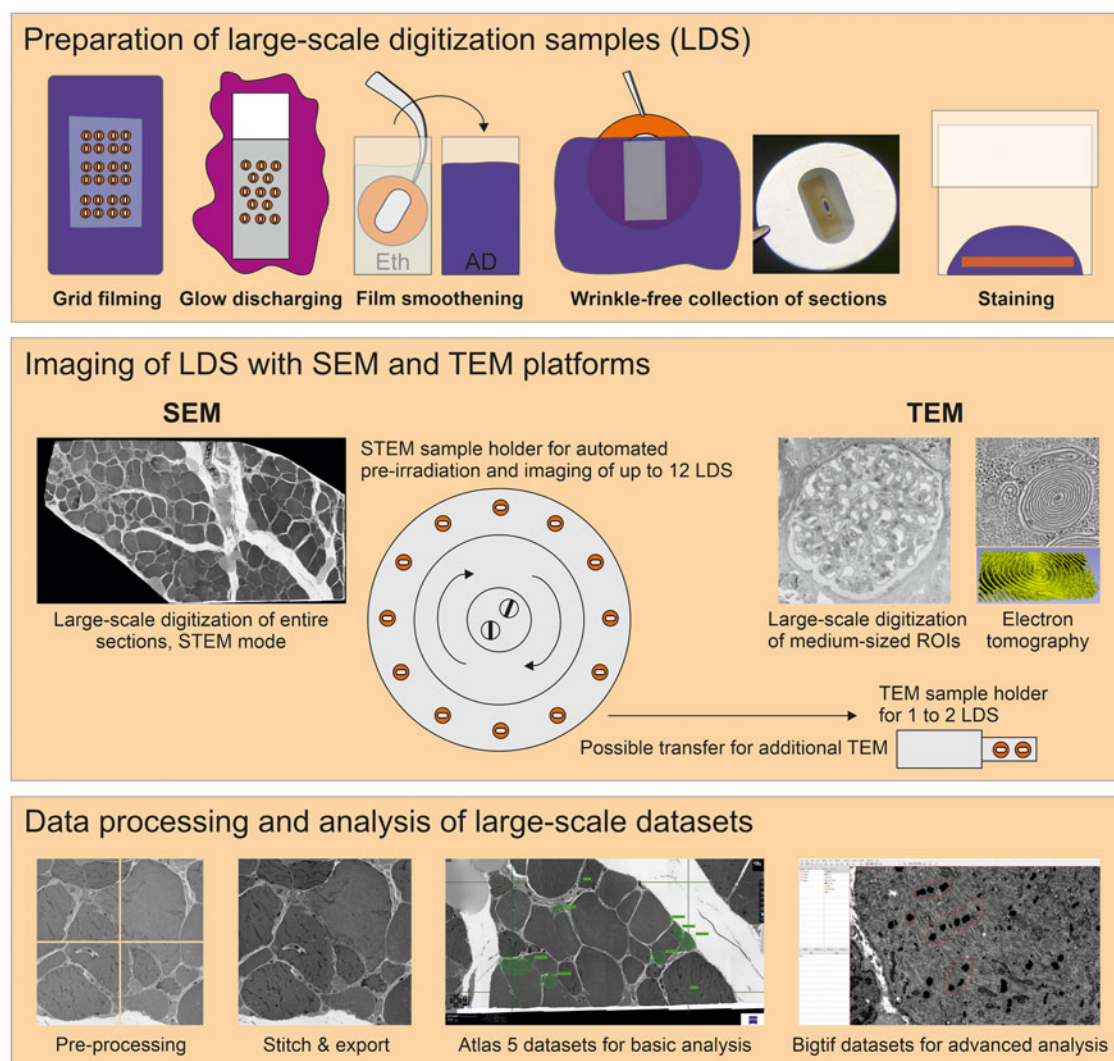 Preparation of large-scale digitization samples (LDS)
Eth
AD
Grid filming
Glow discharging
Film smoothening
Wrinkle-free collection of sections
Staining
Imaging of LDS with SEM and TEM platforms
SEM
TEM
STEM sample holder for automated
pre-irradiation and imaging of up to 12 LDS
Large-scale digitization of entire
sections, STEM mode
Large-scale digitization
of medium-sized ROIs
Electron
tomography
TEM sample holder
for 1 to 2 LDS
Possible transfer for additional TEM
Data processing and analysis of large-scale datasets
Pre-processing
Stitch & export
Atlas 5 datasets for basic analysis
Bigtif datasets for advanced analysis